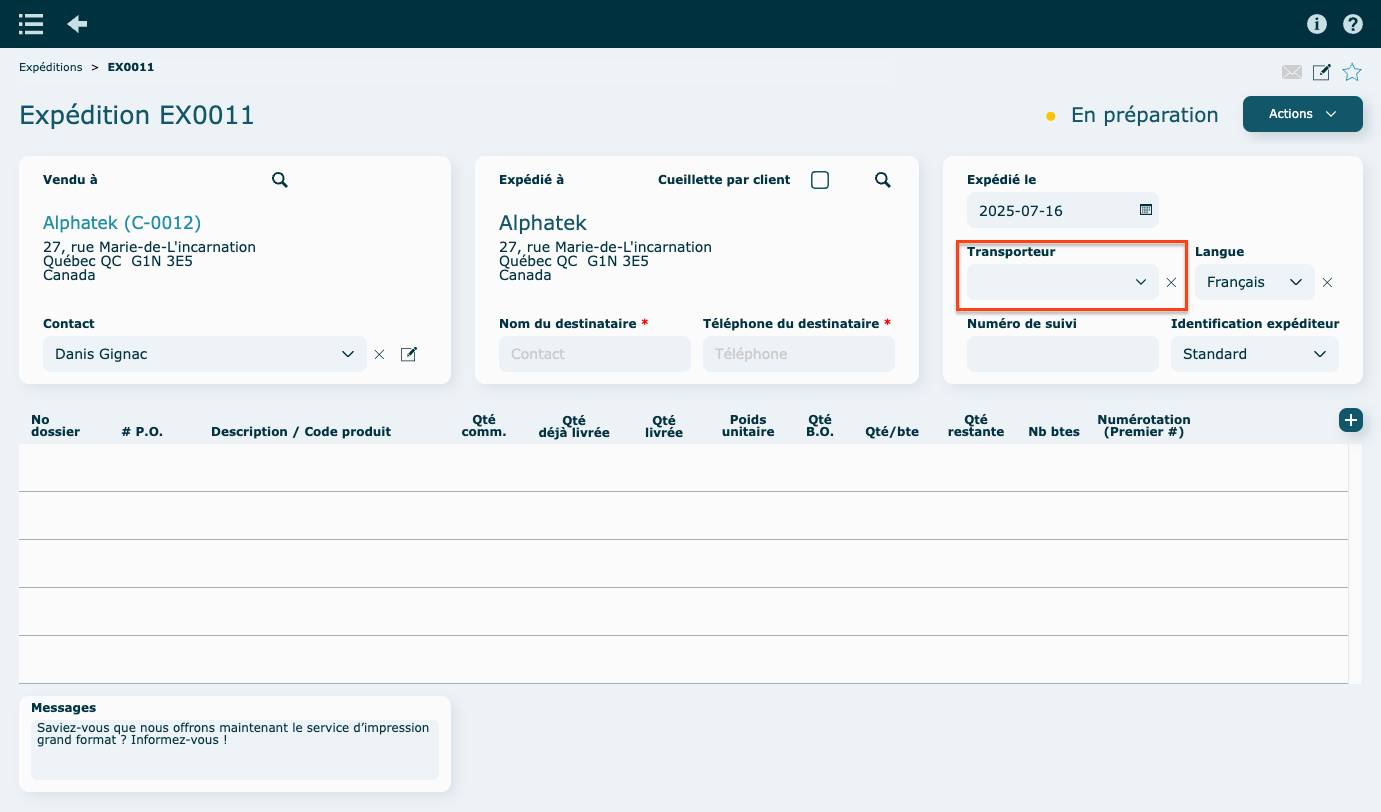 Expéditions > EX0011
Expédition EX0011
En préparation
Actions
Vendu à
Alphatek (C-0012)
27, rue Marie-de-L'incarnation
Québec QC  G1N 3E5
Canada
Contact
Danis Gignac
Expédié à
Cueillette par client
Alphatek
27, rue Marie-de-L'incarnation
Québec QC  G1N 3E5
Canada
Nom du destinataire *
Téléphone du destinataire *
Contact
Téléphone
Expédié le
2025-07-16
Transporteur
Langue
Français
Numéro de suivi
Identification expéditeur
Standard
No dossier
# P.O.
Description / Code produit
Qté comm.
Qté déjà livrée
Qté livrée
Poids unitaire
Qté B.O.
Qté/bte
Qté restante
Nb btes
Numérotation (Premier #)
Messages
Saviez-vous que nous offrons maintenant le service d’impression
grand format ? Informez-vous !